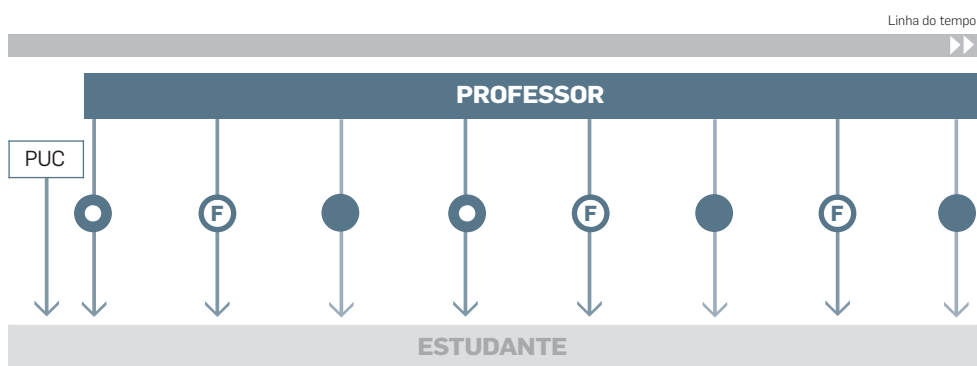 Linha do tempo
PROFESSOR
PUC
F
F
F
ESTUDANTE